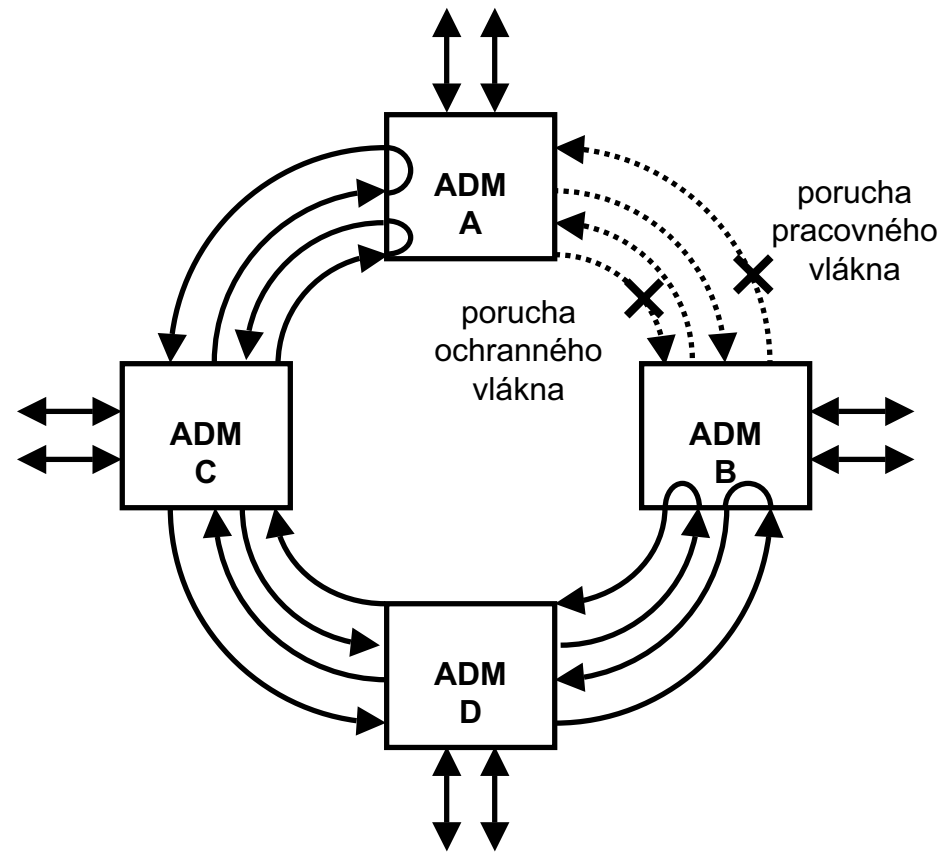 ADM
A
porucha
pracovného
vlákna
porucha
ochranného
vlákna
ADM
C
ADM
B
ADM
D